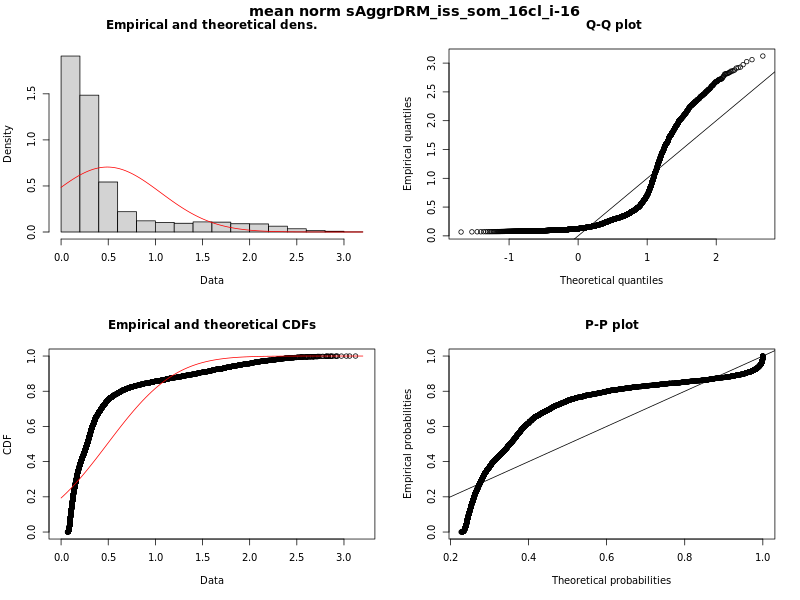 mean norm sAggrDRM_iss_som_16cl_i-16
Empirical and theoretical dens.
Density
0.0 0.5 1.0 1.5
0.0 0.5 1.0 1.5 2.0 2.5 3.0
Data
Q-Q plot
Empirical quantiles
0.0 0.5 1.0 1.5 2.0 2.5 3.0
-1 0 1 2
Theoretical quantiles
Empirical and theoretical CDFs
CDF
0.0 0.2 0.4 0.6 0.8 1.0
0.0 0.5 1.0 1.5 2.0 2.5 3.0
Data
P-P plot
Empirical probabilities
0.0 0.2 0.4 0.6 0.8 1.0
0.2 0.4 0.6 0.8 1.0
Theoretical probabilities